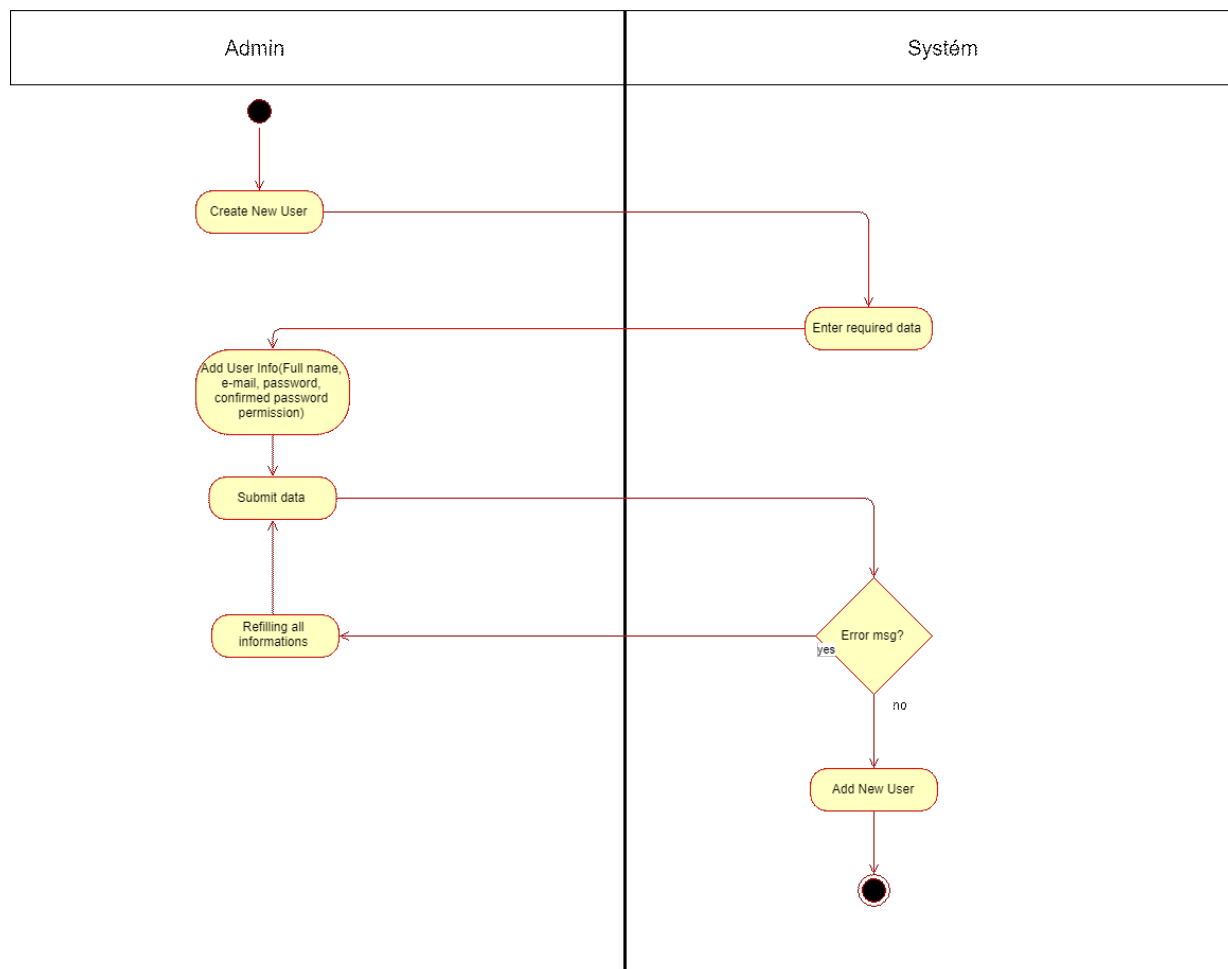 Admin
Systém
Create New User
Enter required data
Add User Info(Full name,
e-mail, password,
confirmed password
permission)
Submit data
Refilling all
informations
Error msg?
yes
no
Add New User